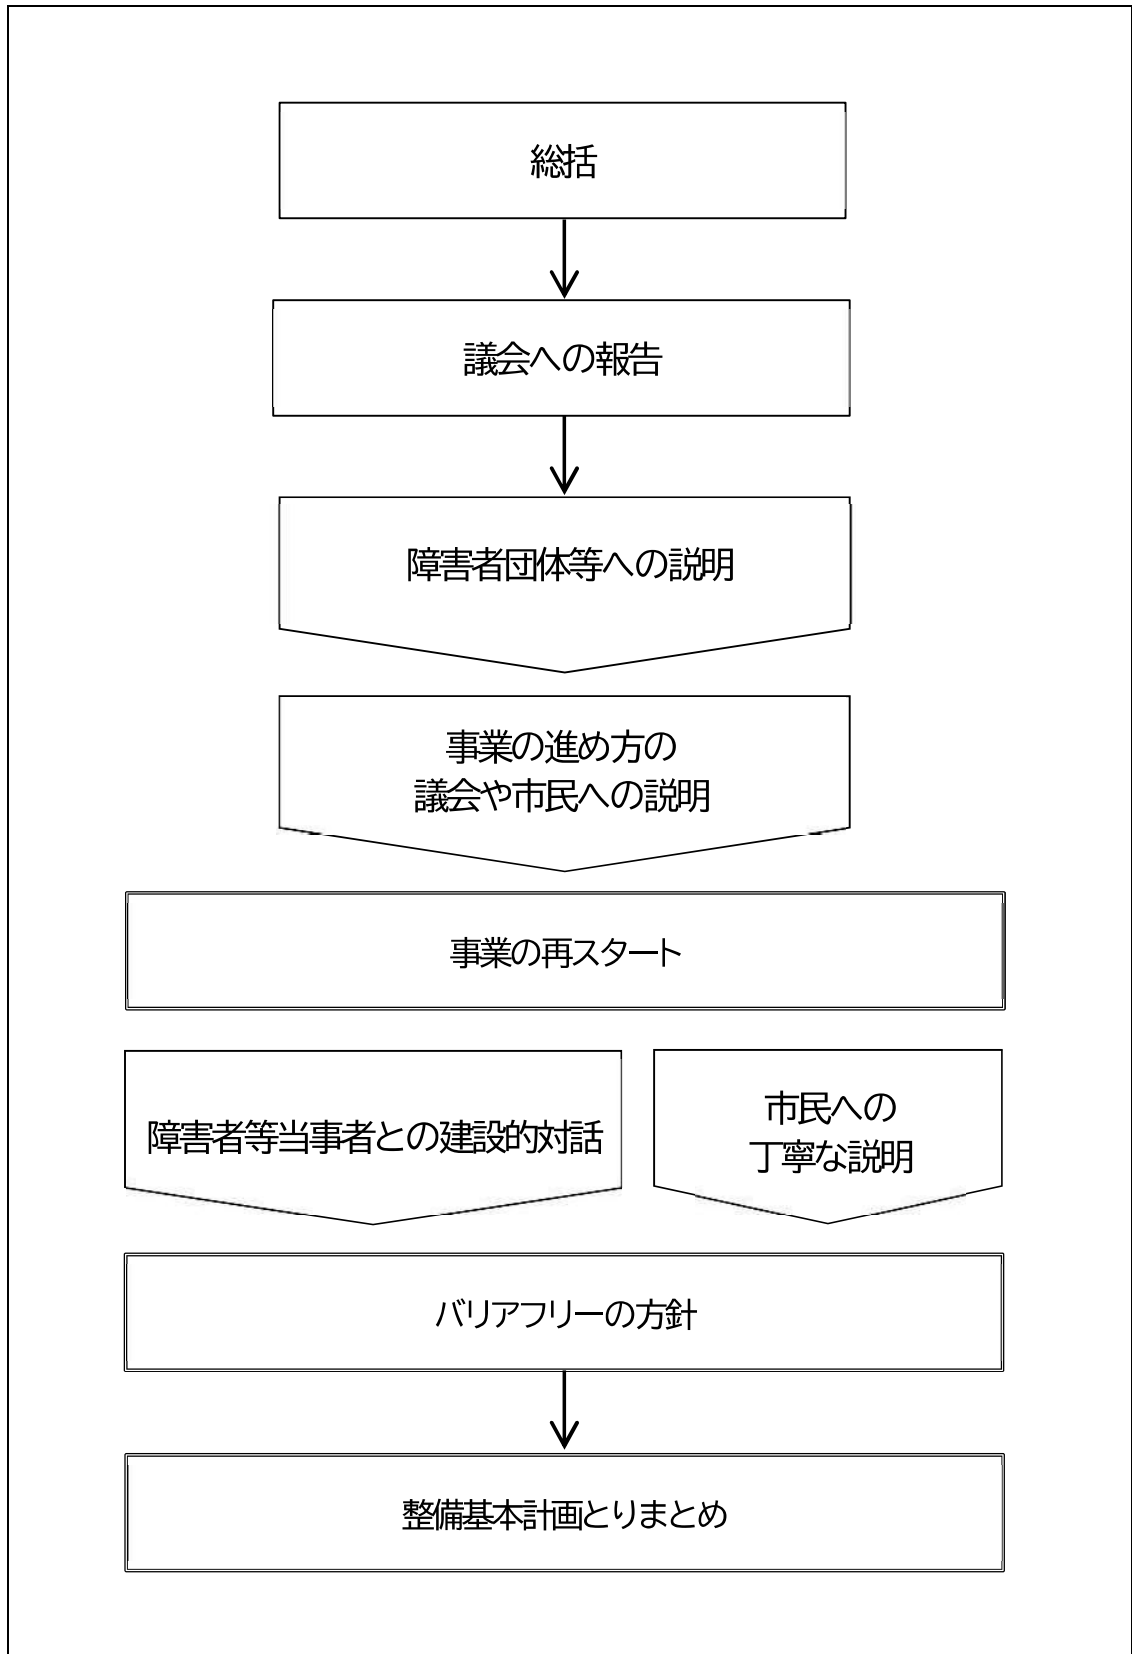 総括
議会への報告
障害者団体等への説明
事業の進め方の
議会や市民への説明
事業の再スタート
障害者等当事者との建設的対話
市民への
丁寧な説明
バリアフリーの方針
整備基本計画とりまとめ